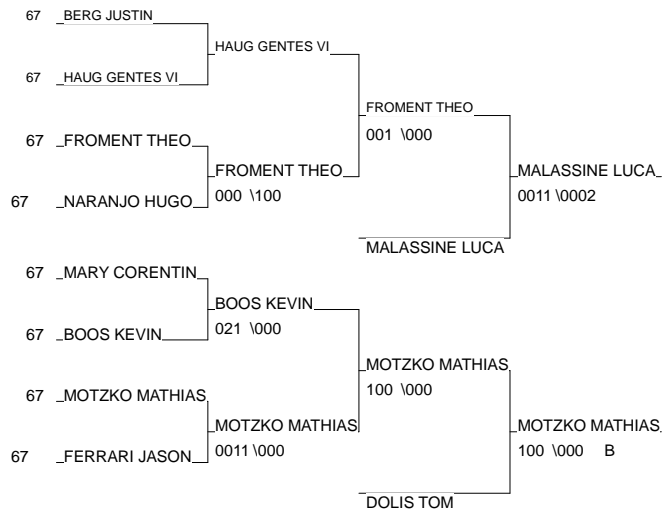 67 BERG JUSTIN
HAUG GENTES VI
67 HAUG GENTES VI
FROMENT THEO
001 \000
67 FROMENT THEO
FROMENT THEO
000 \100
MALASSINE LUCA
0011 \0002
67 NARANJO HUGO
MALASSINE LUCA
67 MARY CORENTIN
BOOS KEVIN
021 \000
67 BOOS KEVIN
MOTZKO MATHIAS
100 \000
67 MOTZKO MATHIAS
MOTZKO MATHIAS
0011 \000
MOTZKO MATHIAS
100 \000 B
67 FERRARI JASON
DOLIS TOM